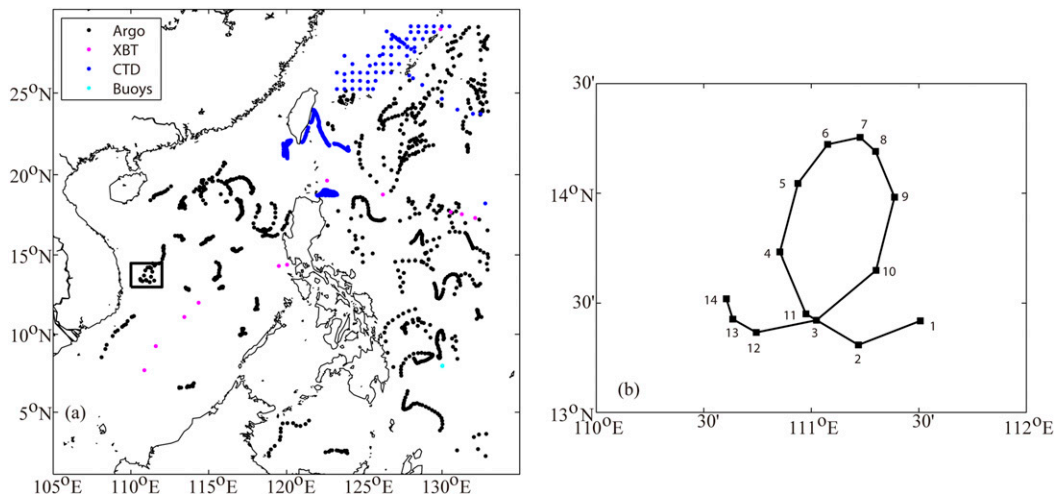 Argo
XBT
CTD
Buoys
25°N
20°N
15°N
10°N
5°N
(a)
105°E 110°E 115°E 120°E 125°E 130°E
30'
14°N
30'
13°N
110°E 30' 111°E 30' 112°E
7
6 8
5
9
4
10
14 11
13 12 3 2 1
(b)